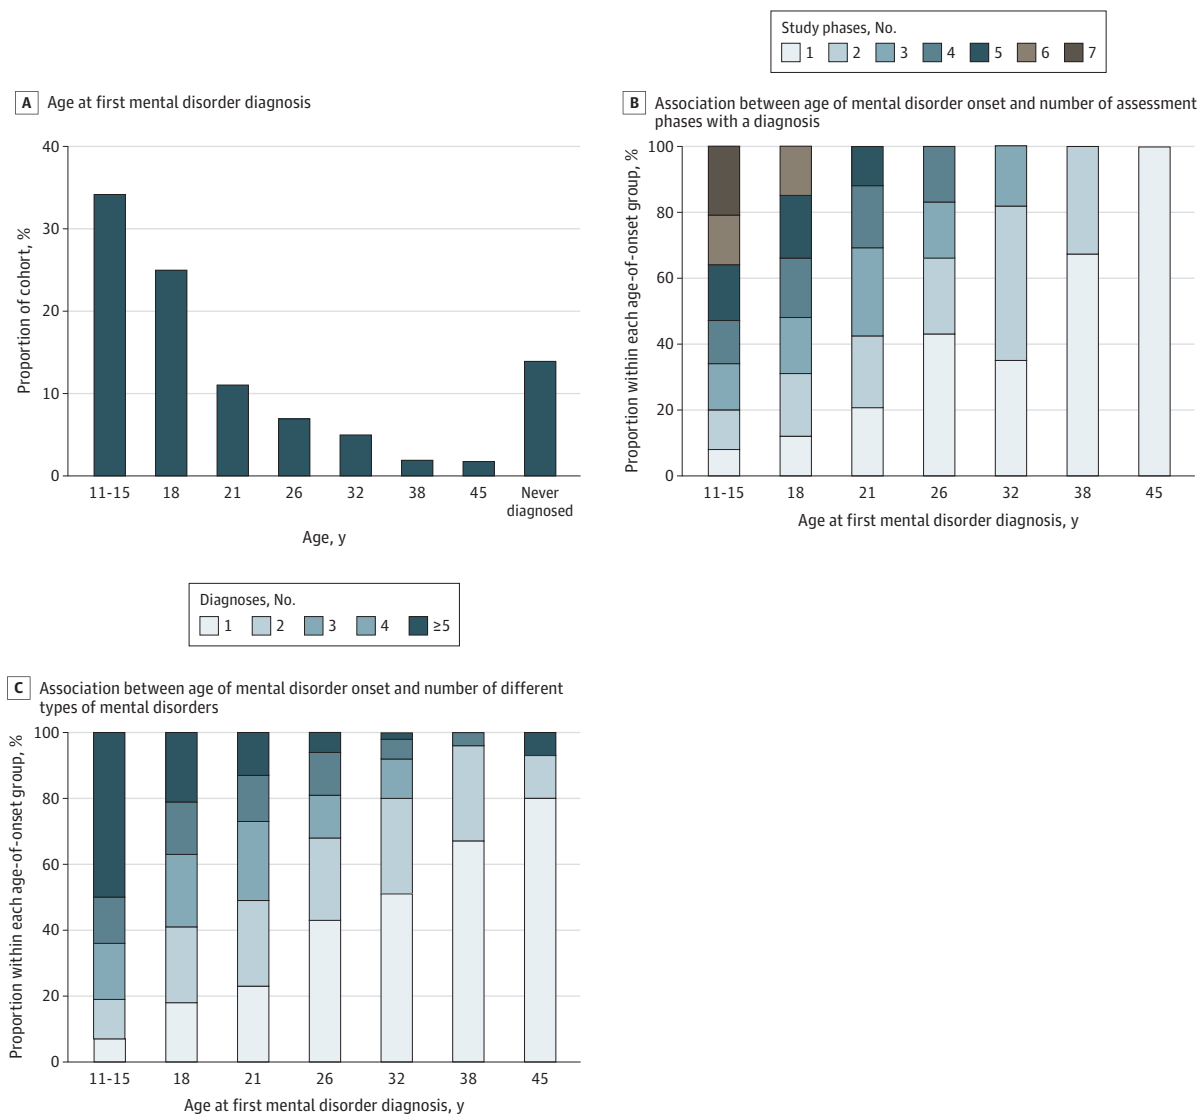 Study phases, No.
1 2 3 4 5 6 7
A Age at first mental disorder diagnosis
40
30
20
10
0
Proportion of cohort, %
11-15 18 21 26 32 38 45 Never
diagnosed
Age, y
B Association between age of mental disorder onset and number of assessment
phases with a diagnosis
100
80
60
40
20
0
Proportion within each age-of-onset group, %
11-15 18 21 26 32 38 45
Age at first mental disorder diagnosis, y
Diagnoses, No.
1 2 3 4 ≥5
C Association between age of mental disorder onset and number of different
types of mental disorders
100
80
60
40
20
0
Proportion within each age-of-onset group, %
11-15 18 21 26 32 38 45
Age at first mental disorder diagnosis, y